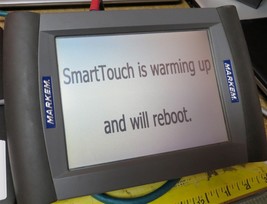 SmartTouch is warming up
and will reboot.
MARKEM
MARKEM